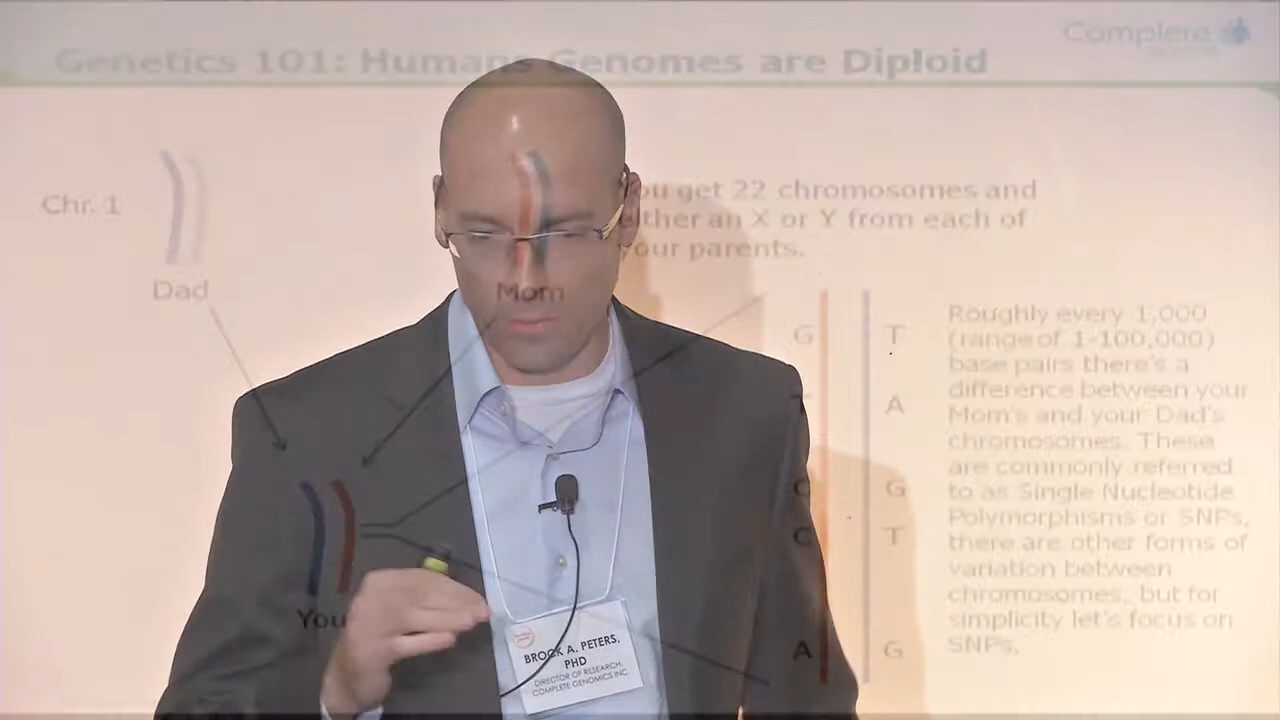 Complete
Genetics 101: Humans Genomes are Diploid
Chr. 1
Dad
Mom
You
ou get 22 chromosomes and
ither an X or Y from each of
your parents.
G T
A
C G
C T
A G
Roughly every 1,000
(range of 1-100,000)
base pairs there's a
difference between your
Mom's and your Dad's
chromosomes. These
are commonly referred
to as Single Nucleotide
Polymorphisms or SNPs,
there are other forms of
variation between
chromosomes, but for
simplicity let's focus on
SNPs.
BROCK A. PETERS,
PHD
DIRECTOR OF RESEARCH,
COMPLETE GENOMICS INC